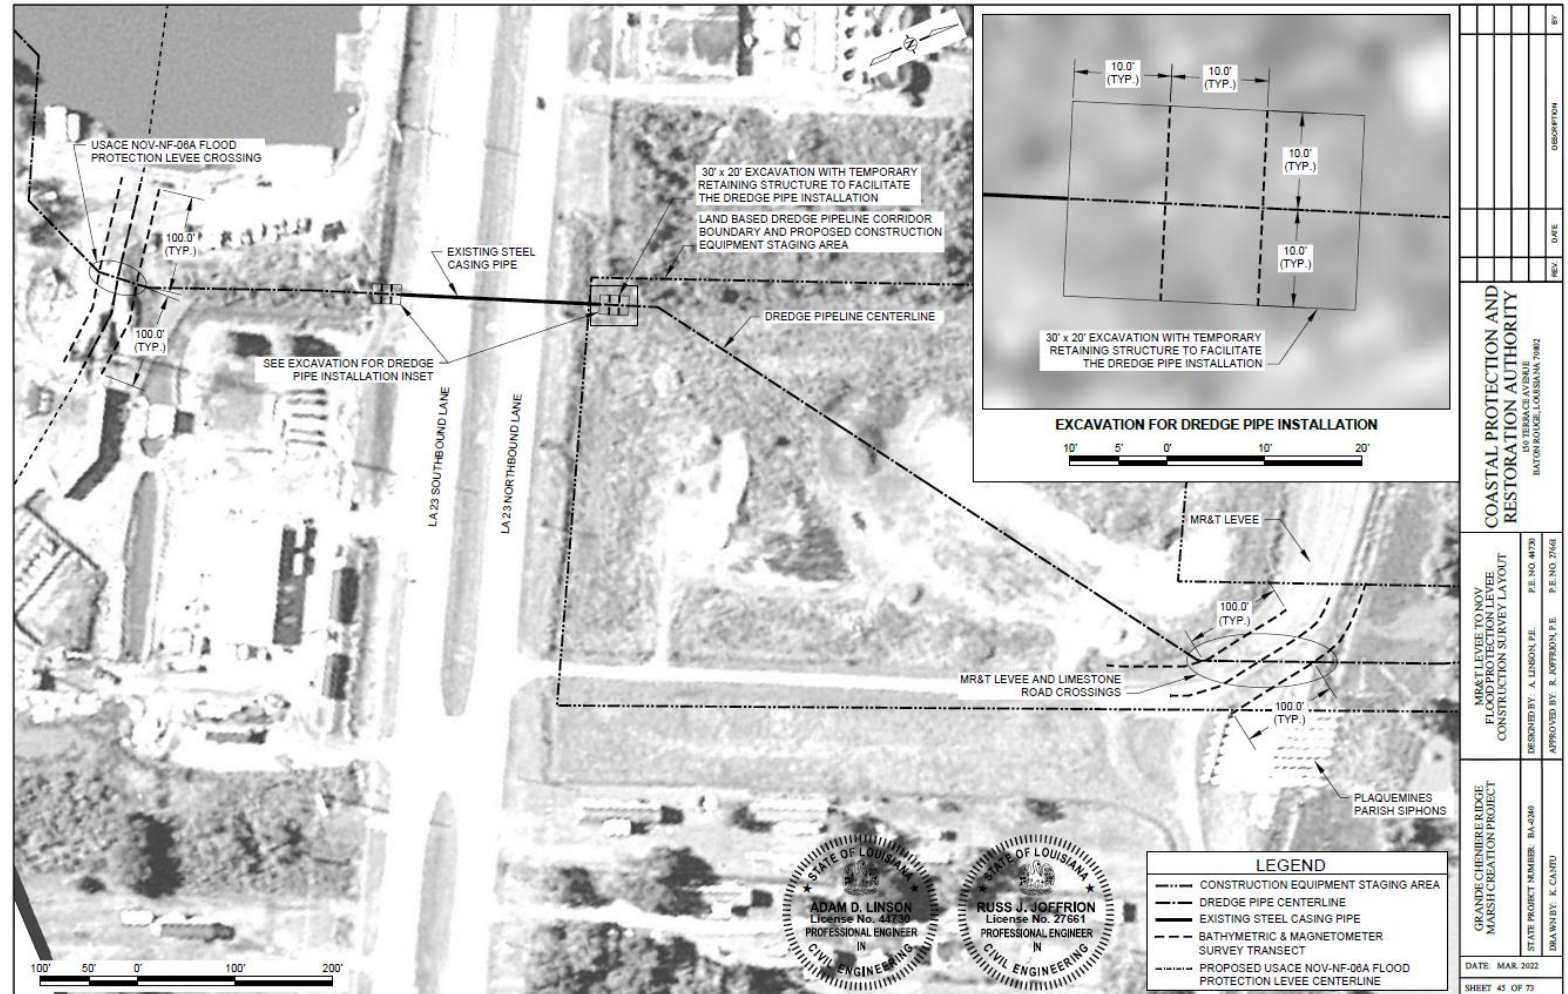 USACE NOV-NF-06A FLOOD
PROTECTION LEVEE CROSSING
100.0'
(TYP.)
100.0'
(TYP.)
EXISTING STEEL
CASING PIPE
30' x 20' EXCAVATION WITH TEMPORARY
RETAINING STRUCTURE TO FACILITATE
THE DREDGE PIPE INSTALLATION
LAND BASED DREDGE PIPELINE CORRIDOR
BOUNDARY AND PROPOSED CONSTRUCTION
EQUIPMENT STAGING AREA
DREDGE PIPELINE CENTERLINE
SEE EXCAVATION FOR DREDGE
PIPE INSTALLATION INSET
LA 23 SOUTHBOUND LANE
LA 23 NORTHBOUND LANE
N
10.0'
(TYP.)
10.0'
(TYP.)
10.0'
(TYP.)
10.0'
(TYP.)
30' x 20' EXCAVATION WITH TEMPORARY
RETAINING STRUCTURE TO FACILITATE
THE DREDGE PIPE INSTALLATION
EXCAVATION FOR DREDGE PIPE INSTALLATION
10' 5' 0' 10' 20'
MR&T LEVEE
100.0'
(TYP.)
MR&T LEVEE AND LIMESTONE
ROAD CROSSINGS
100.0'
(TYP.)
PLAQUEMINES
PARISH SIPHONS
100' 50' 0' 100' 200'
STATE OF LOUISIANA
ADAM D. LINSON
License No. 44730
PROFESSIONAL ENGINEER
IN
CIVIL ENGINEERING
STATE OF LOUISIANA
RUSS J. JOFFRION
License No. 27661
PROFESSIONAL ENGINEER
IN
CIVIL ENGINEERING
LEGEND
CONSTRUCTION EQUIPMENT STAGING AREA
DREDGE PIPE CENTERLINE
EXISTING STEEL CASING PIPE
BATHYMETRIC & MAGNETOMETER
SURVEY TRANSECT
PROPOSED USACE NOV-NF-06A FLOOD
PROTECTION LEVEE CENTERLINE
REV. DATE DESCRIPTION BY
COASTAL PROTECTION AND
RESTORATION AUTHORITY
150 TERRACE AVENUE
BATON ROUGE, LOUISIANA 70802
MR&T LEVEE TO NOV
FLOOD PROTECTION LEVEE
CONSTRUCTION SURVEY LAYOUT
DESIGNED BY: A. LINSON, P.E. P.E. NO. 44730
APPROVED BY: R. JOFFRION, P.E. P.E. NO. 27661
GRANDE CHENIERE RIDGE
MARSH CREATION PROJECT
STATE PROJECT NUMBER: BA-0240
DRAWN BY: K. CANTU
DATE: MAR. 2022
SHEET 45 OF 73